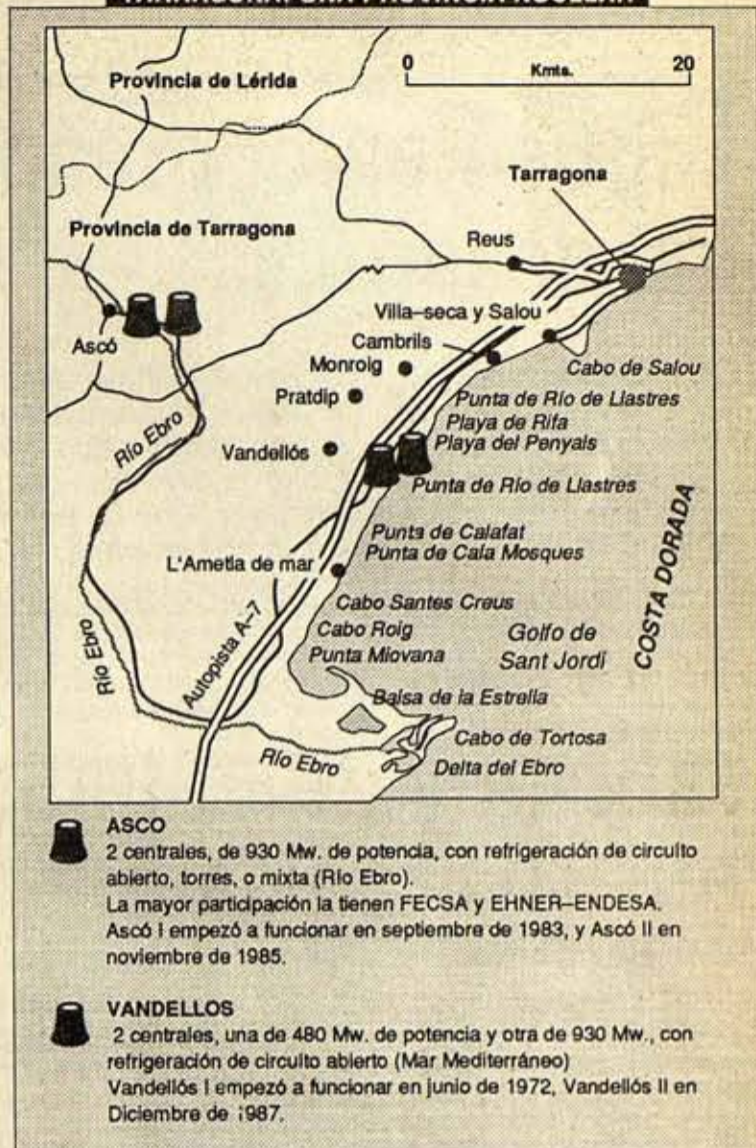 TARRAGONA: UNA PROVINCIA NUCLEAR
Provincia de Lérida
0 Kmts. 20
Tarragona
Provincia de Tarragona
Reus
Villa-seca y Salou
Ascó
Cambrils
Cabo de Salou
Monroig
Pratdip
Punta de Río de Llastres
Playa de Rifa
Río Ebro
Vandellós
Playa del Penyals
Punta de Río de Llastres
Punta de Calafat
L'Ametla de mar
Punta de Cala Mosques
COSTA DORADA
Cabo Santes Creus
Río Ebro
Autopista A-7
Cabo Roig
Golfo de
Sant Jordi
Punta Miovana
Balsa de la Estrella
Río Ebro
Cabo de Tortosa
Delta del Ebro
ASCO
2 centrales, de 930 Mw. de potencia, con refrigeración de circuito
abierto, torres, o mixta (Río Ebro).
La mayor participación la tienen FECSA y EHNER-ENDESA.
Ascó I empezó a funcionar en septiembre de 1983, y Ascó II en
noviembre de 1985.
VANDELLOS
2 centrales, una de 480 Mw. de potencia y otra de 930 Mw., con
refrigeración de circuito abierto (Mar Mediterráneo)
Vandellós I empezó a funcionar en junio de 1972, Vandellós II en
Diciembre de 1987.